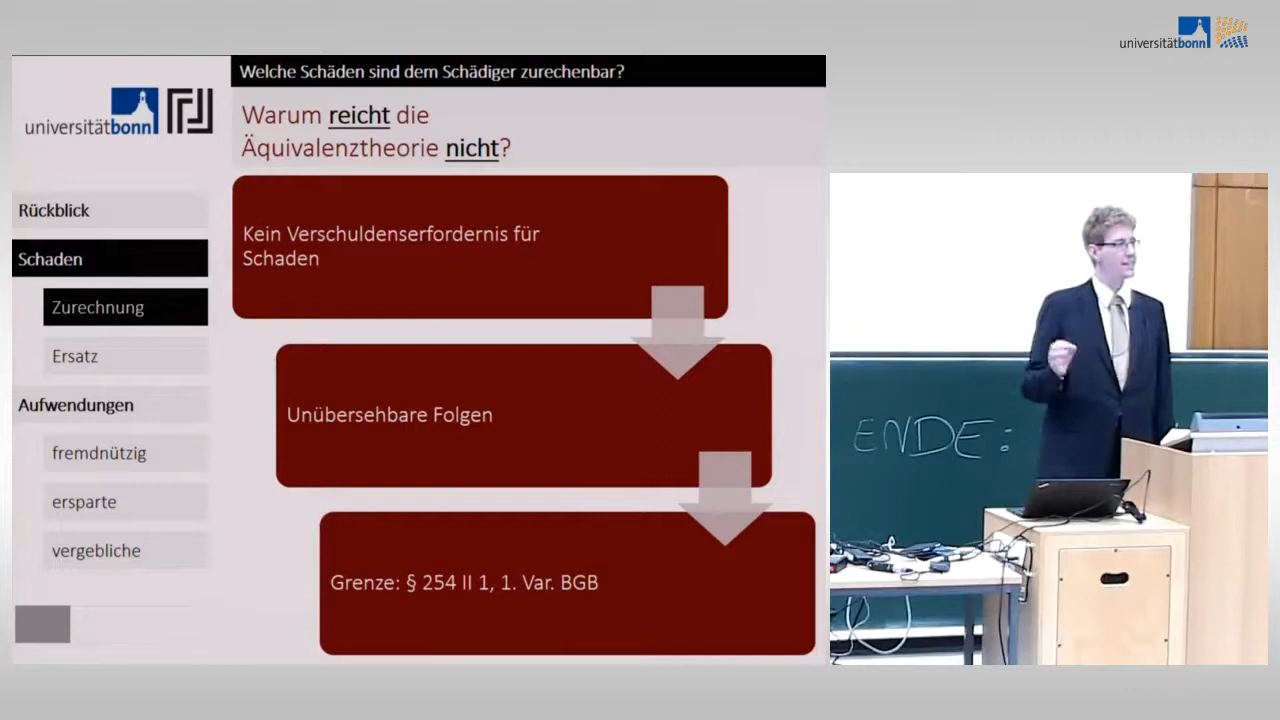 universitätbonn
Welche Schäden sind dem Schädiger zurechenbar?
universitätbonn
Warum reicht die
Äquivalenztheorie nicht?
Rückblick
Schaden
Zurechnung
Ersatz
Aufwendungen
fremdnützig
ersparte
vergebliche
Kein Verschuldenserfordernis für
Schaden
Unübersehbare Folgen
Grenze: § 254 II 1, 1. Var. BGB
ENDE: